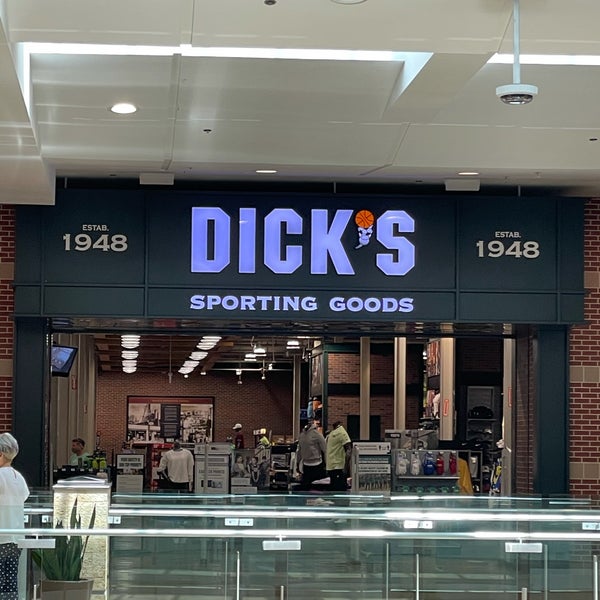 ESTAB.
1948
DICK'S
SPORTING GOODS
ESTAB.
1948